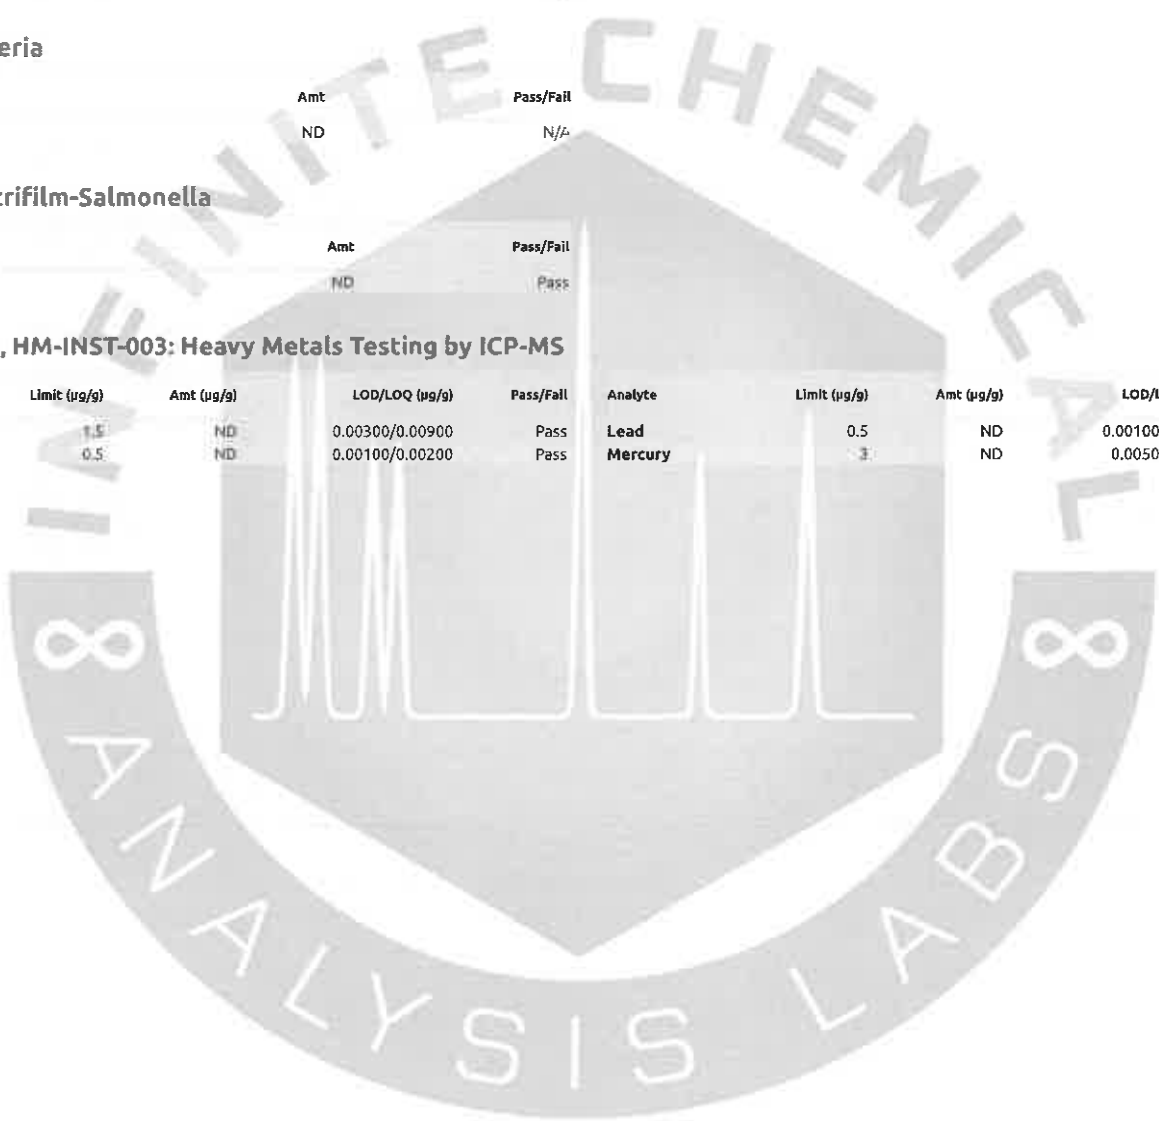 eria
Amt Pass/Fail
ND N/A
trifilm-Salmonella
Amt Pass/Fail
ND Pass
, HM-INST-003: Heavy Metals Testing by ICP-MS
Limit (µg/g) Amt (µg/g) LOD/LOQ (µg/g) Pass/Fail Analyte Limit (µg/g) Amt (µg/g) LOD/L
1.5 ND 0.00300/0.00900 Pass Lead 0.5 ND 0.00100
0.5 ND 0.00100/0.00200 Pass Mercury 3 ND 0.0050
INFINITE CHEMICAL
∞ ANALYSIS LABS ∞